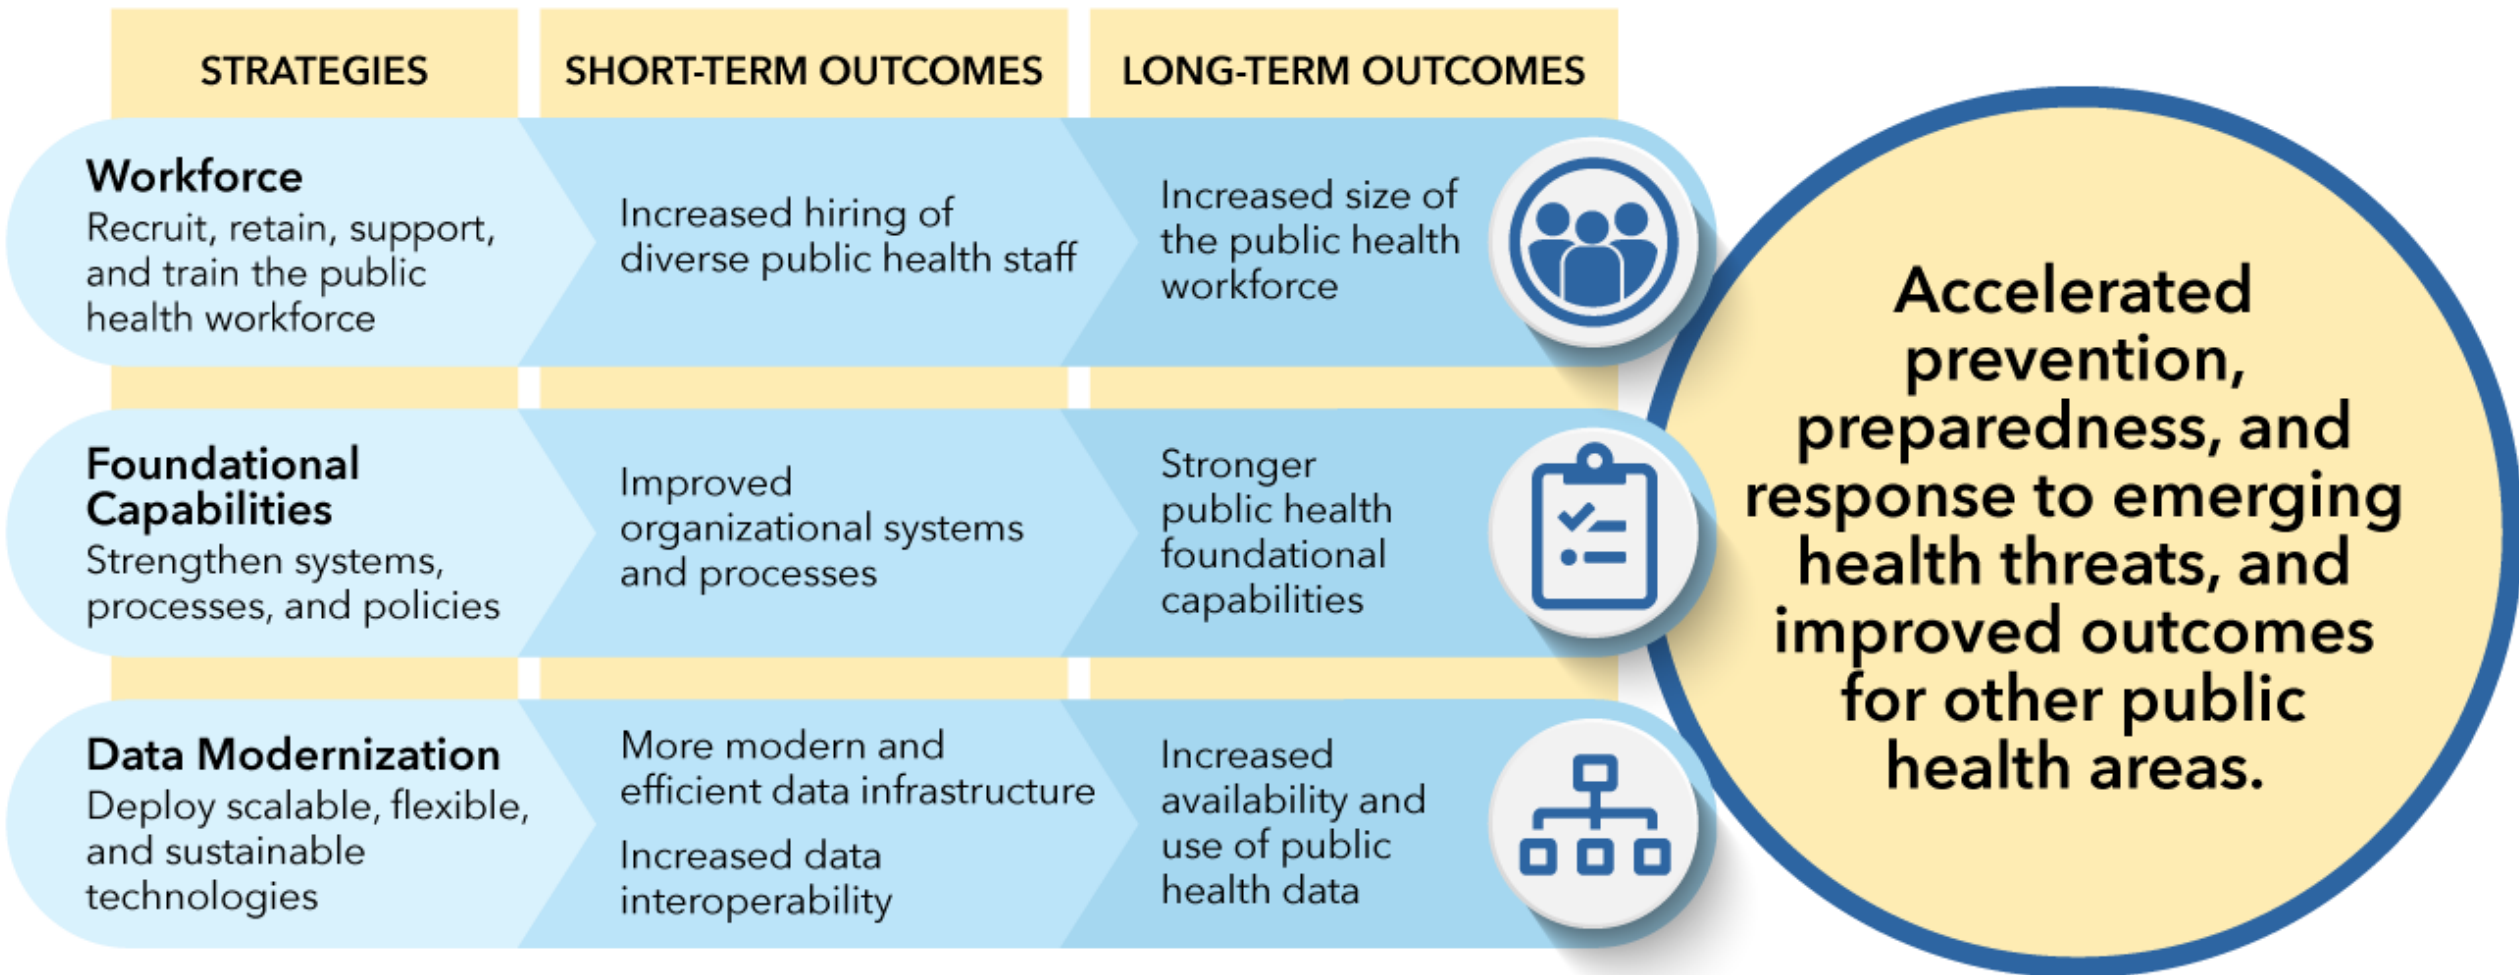 STRATEGIES
SHORT-TERM OUTCOMES
LONG-TERM OUTCOMES
Workforce
Recruit, retain, support,
and train the public
health workforce
Increased hiring of
diverse public health staff
Increased size of
the public health
workforce
Foundational
Capabilities
Strengthen systems,
processes, and policies
Improved
organizational systems
and processes
Stronger
public health
foundational
capabilities
Data Modernization
Deploy scalable, flexible,
and sustainable
technologies
More modern and
efficient data infrastructure
Increased data
interoperability
Increased
availability and
use of public
health data
Accelerated
prevention,
preparedness, and
response to emerging
health threats, and
improved outcomes
for other public
health areas.